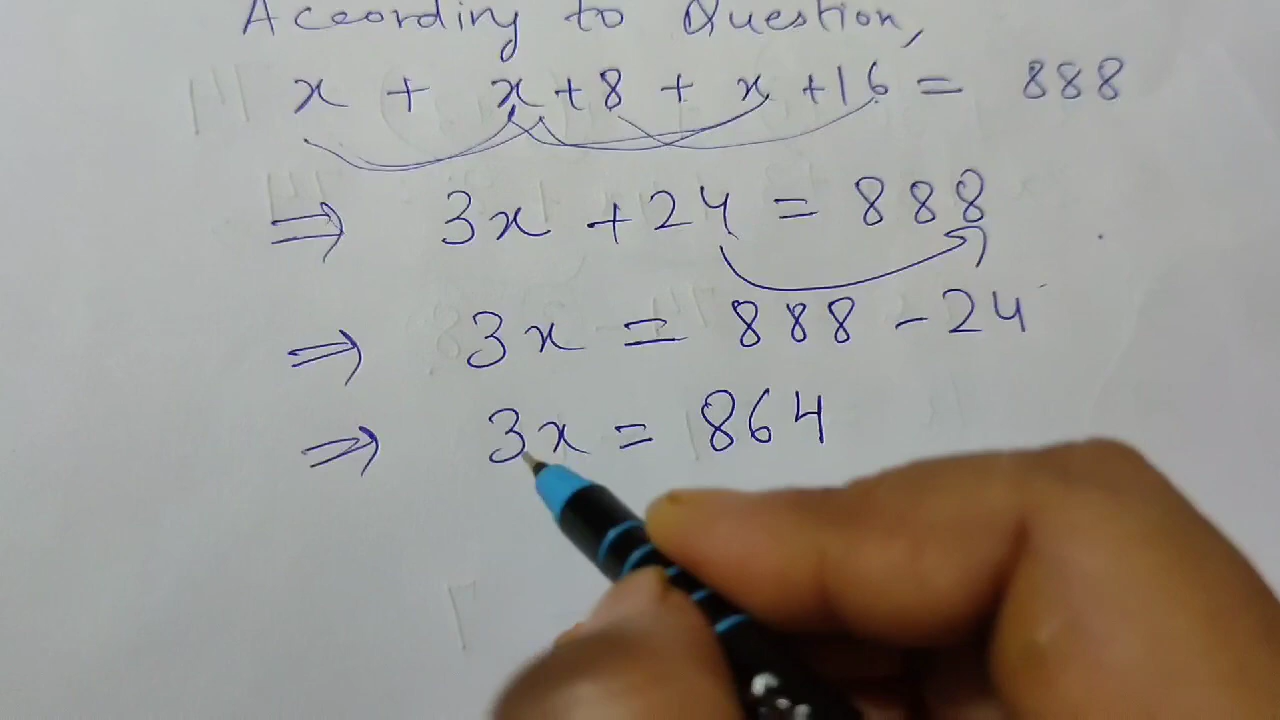 According to Question,
x + x + 8 + x + 16 = 888
⇒ 3x + 24 = 888
⇒ 3x = 888 - 24
⇒ 3x = 864